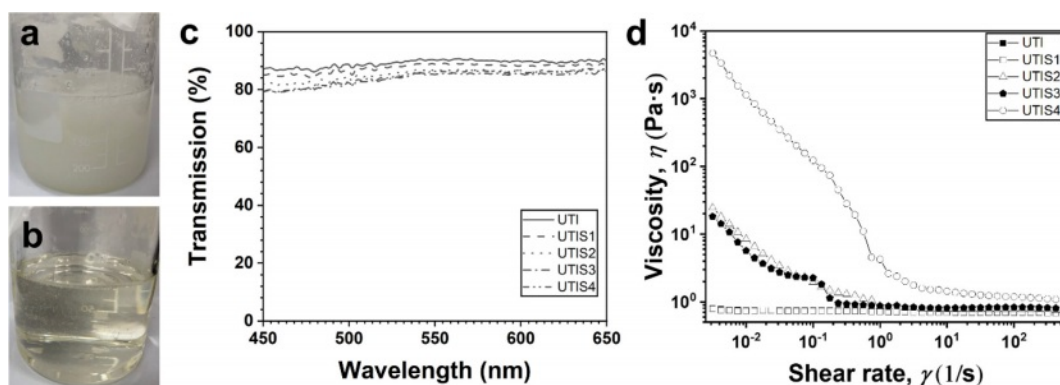 a
b
c
Transmission (%)
100
80
60
40
20
0
450
500
550
600
650
Wavelength (nm)
UTI
UTIS1
UTIS2
UTIS3
UTIS4
d
Viscosity, η (Pa·s)
10⁴
10³
10²
10¹
10⁰
10⁻²
10⁻¹
10⁰
10¹
10²
Shear rate, γ (1/s)
UTI
UTIS1
UTIS2
UTIS3
UTIS4